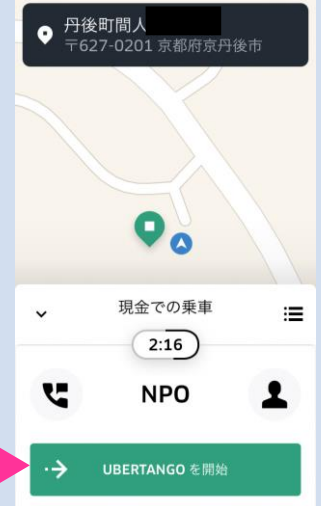 丹後町間人
〒627-0201 京都府京丹後市
現金での乗車
2:16
NPO
UBERTANGO を開始